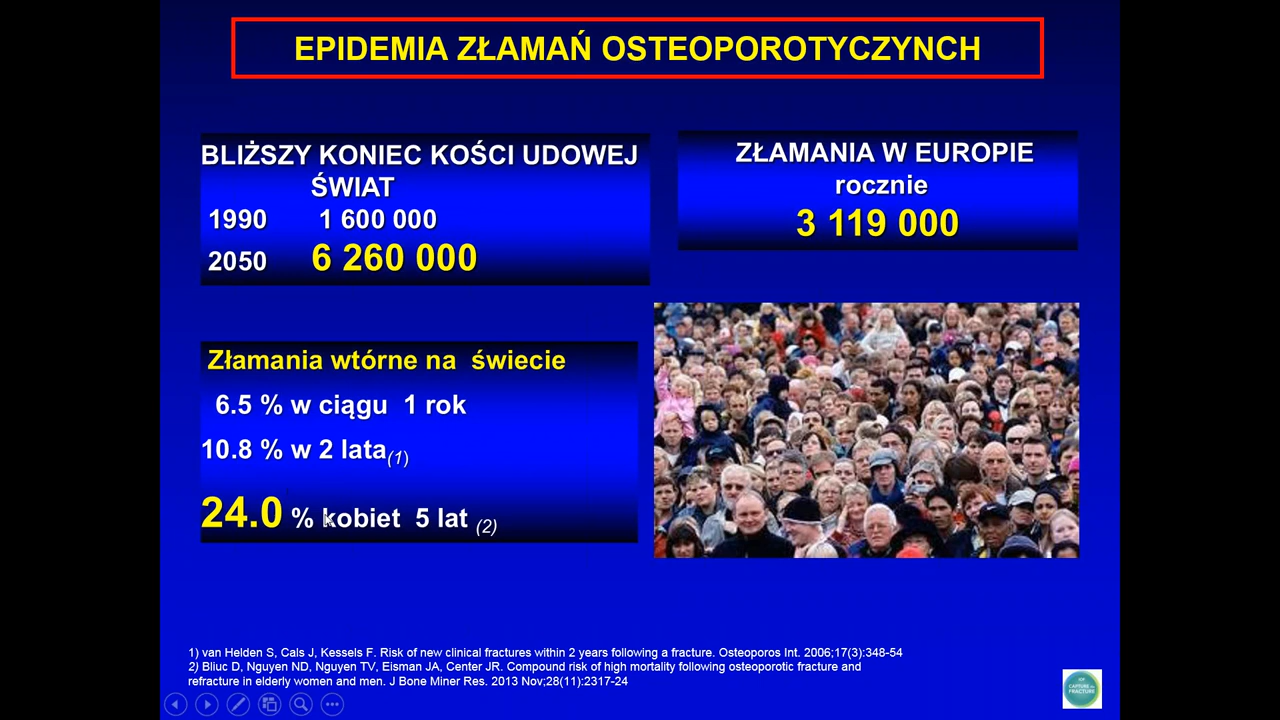 EPIDEMIA ZŁAMAŃ OSTEOPOROTYCZYNCH
BLIŻSZY KONIEC KOŚCI UDOWEJ
ŚWIAT
1990 1 600 000
2050 6 260 000
ZŁAMANIA W EUROPIE
rocznie
3 119 000
Złamania wtórne na świecie
6.5 % w ciągu 1 rok
10.8 % w 2 lata(1)
24.0 % kobiet 5 lat (2)
1) van Helden S, Cals J, Kessels F. Risk of new clinical fractures within 2 years following a fracture. Osteoporos Int. 2006;17(3):348-54
2) Bliuc D, Nguyen ND, Nguyen TV, Eisman JA, Center JR. Compound risk of high mortality following osteoporotic fracture and
refracture in elderly women and men. J Bone Miner Res. 2013 Nov;28(11):2317-24
CAPTURE the
FRACTURE